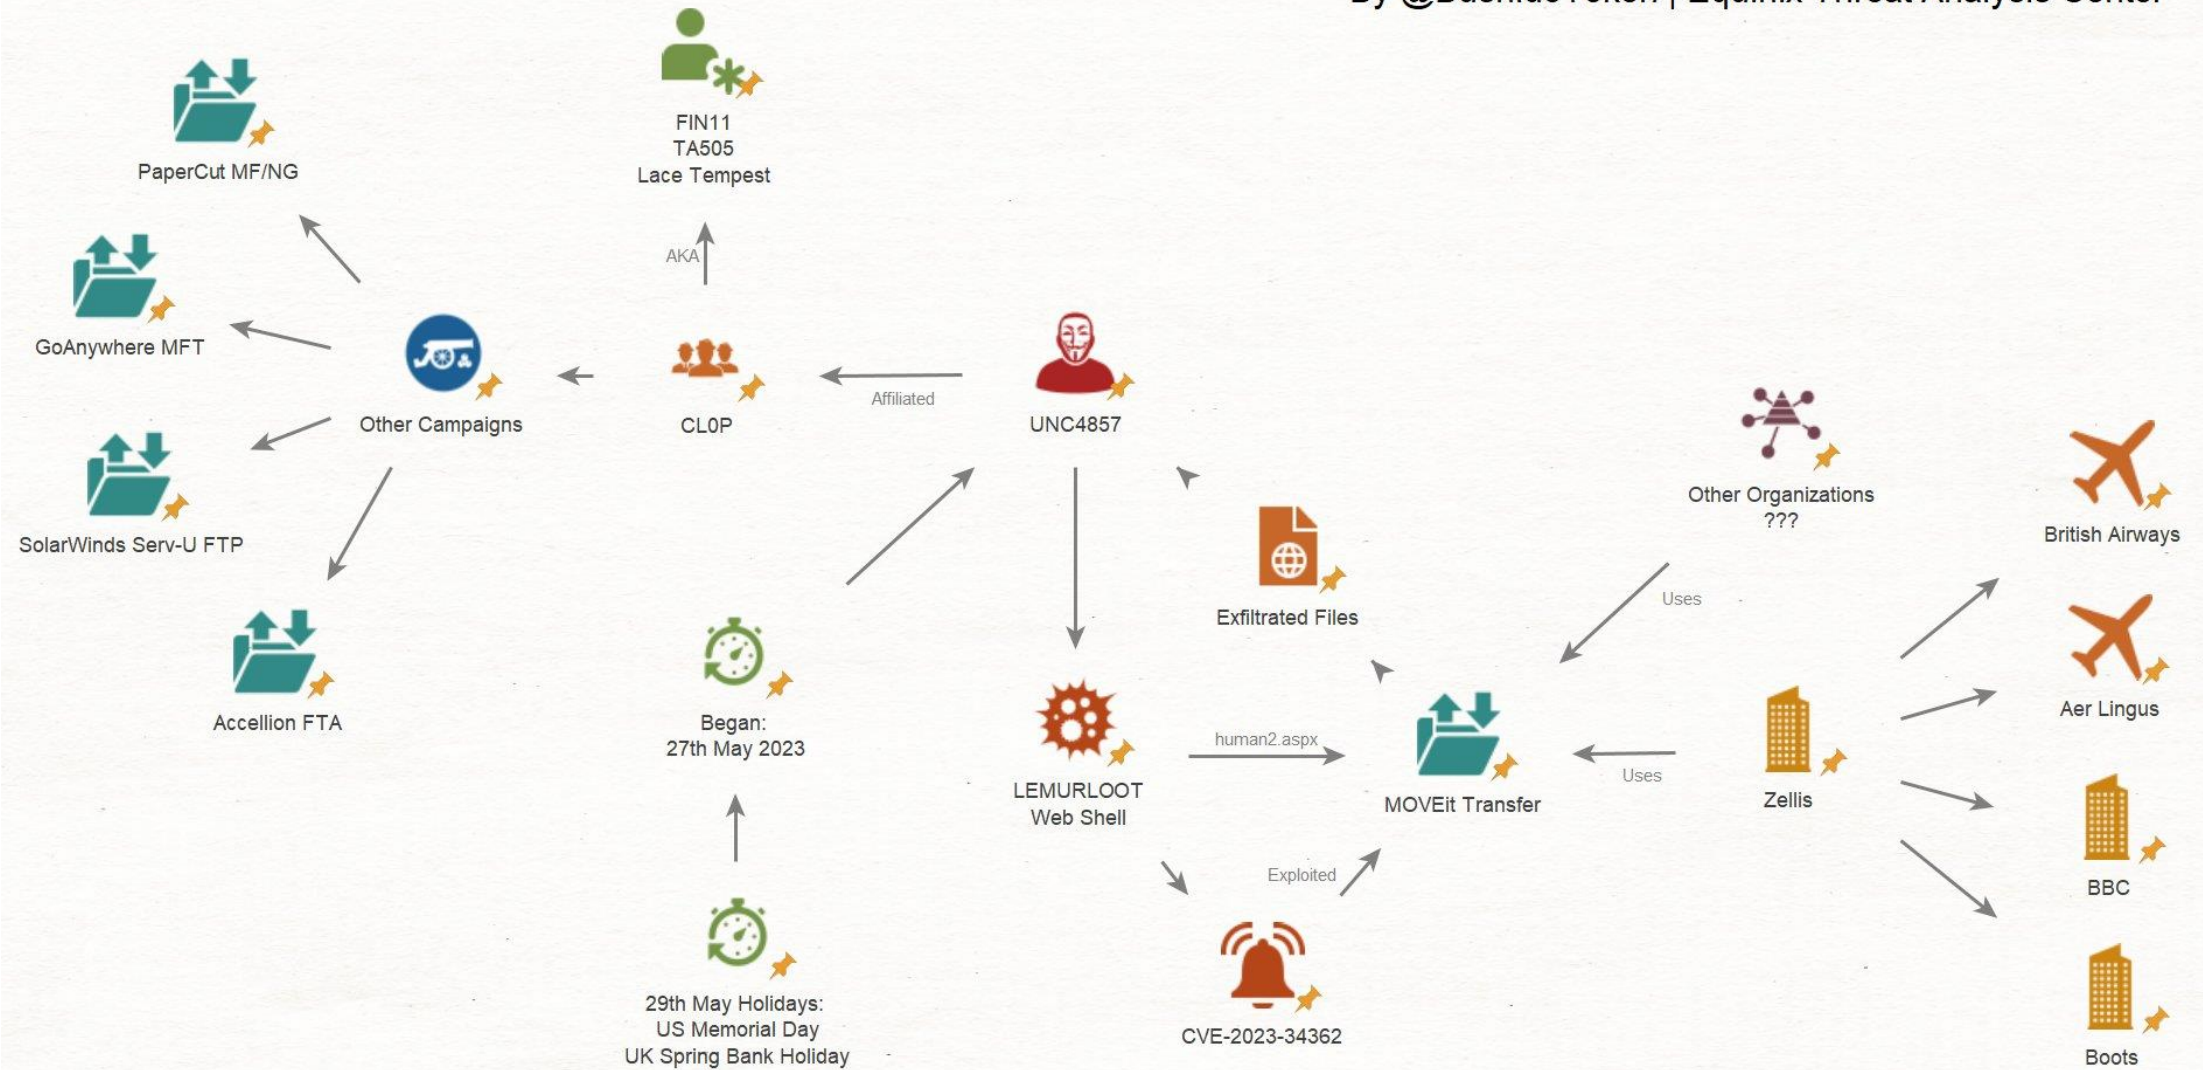 PaperCut MF/NG
FIN11
TA505
Lace Tempest
GoAnywhere MFT
AKA
Other Campaigns
CL0P
Affiliated
UNC4857
Other Organizations
???
British Airways
SolarWinds Serv-U FTP
Exfiltrated Files
Uses
Accellion FTA
Began:
27th May 2023
Aer Lingus
human2.aspx
LEMURLOOT
Web Shell
MOVEit Transfer
Uses
Zellis
Exploited
BBC
29th May Holidays:
US Memorial Day
UK Spring Bank Holiday
CVE-2023-34362
Boots